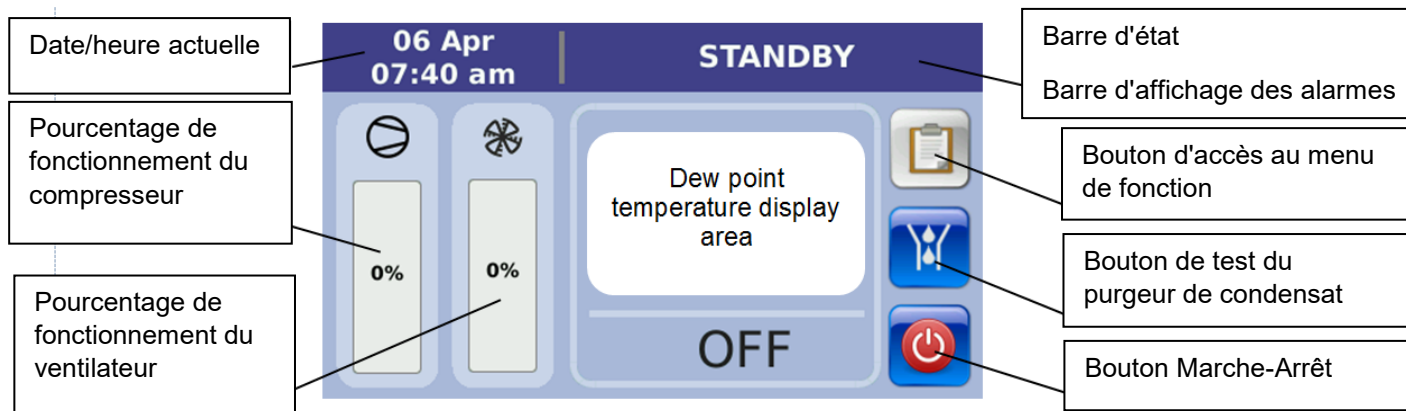 Date/heure actuelle
Pourcentage de
fonctionnement du
compresseur
Pourcentage de
fonctionnement du
ventilateur
06 Apr
07:40 am
STANDBY
0%
0%
Dew point
temperature display
area
OFF
Barre d'état
Barre d'affichage des alarmes
Bouton d'accès au menu
de fonction
Bouton de test du
purgeur de condensat
Bouton Marche-Arrêt